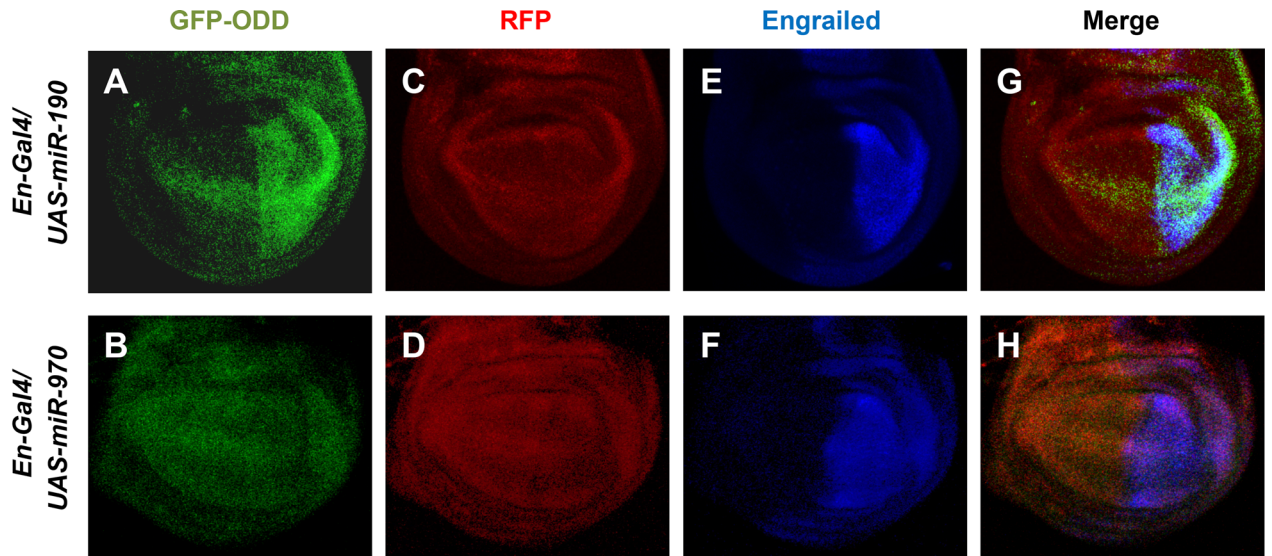 GFP-ODD RFP Engrailed Merge
En-Gal4/
UAS-miR-190
A C E G
En-Gal4/
UAS-miR-970
B D F H